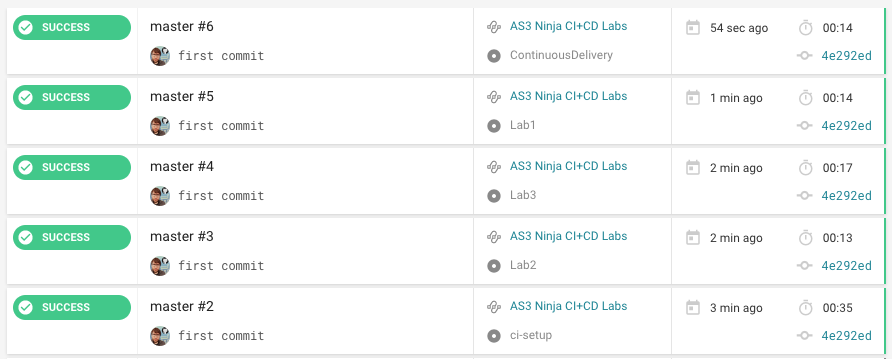 SUCCESS master #6 AS3 Ninja CI+CD Labs 54 sec ago 00:14
first commit ContinuousDelivery 4e292ed
SUCCESS master #5 AS3 Ninja CI+CD Labs 1 min ago 00:14
first commit Lab1 4e292ed
SUCCESS master #4 AS3 Ninja CI+CD Labs 2 min ago 00:17
first commit Lab3 4e292ed
SUCCESS master #3 AS3 Ninja CI+CD Labs 2 min ago 00:13
first commit Lab2 4e292ed
SUCCESS master #2 AS3 Ninja CI+CD Labs 3 min ago 00:35
first commit ci-setup 4e292ed